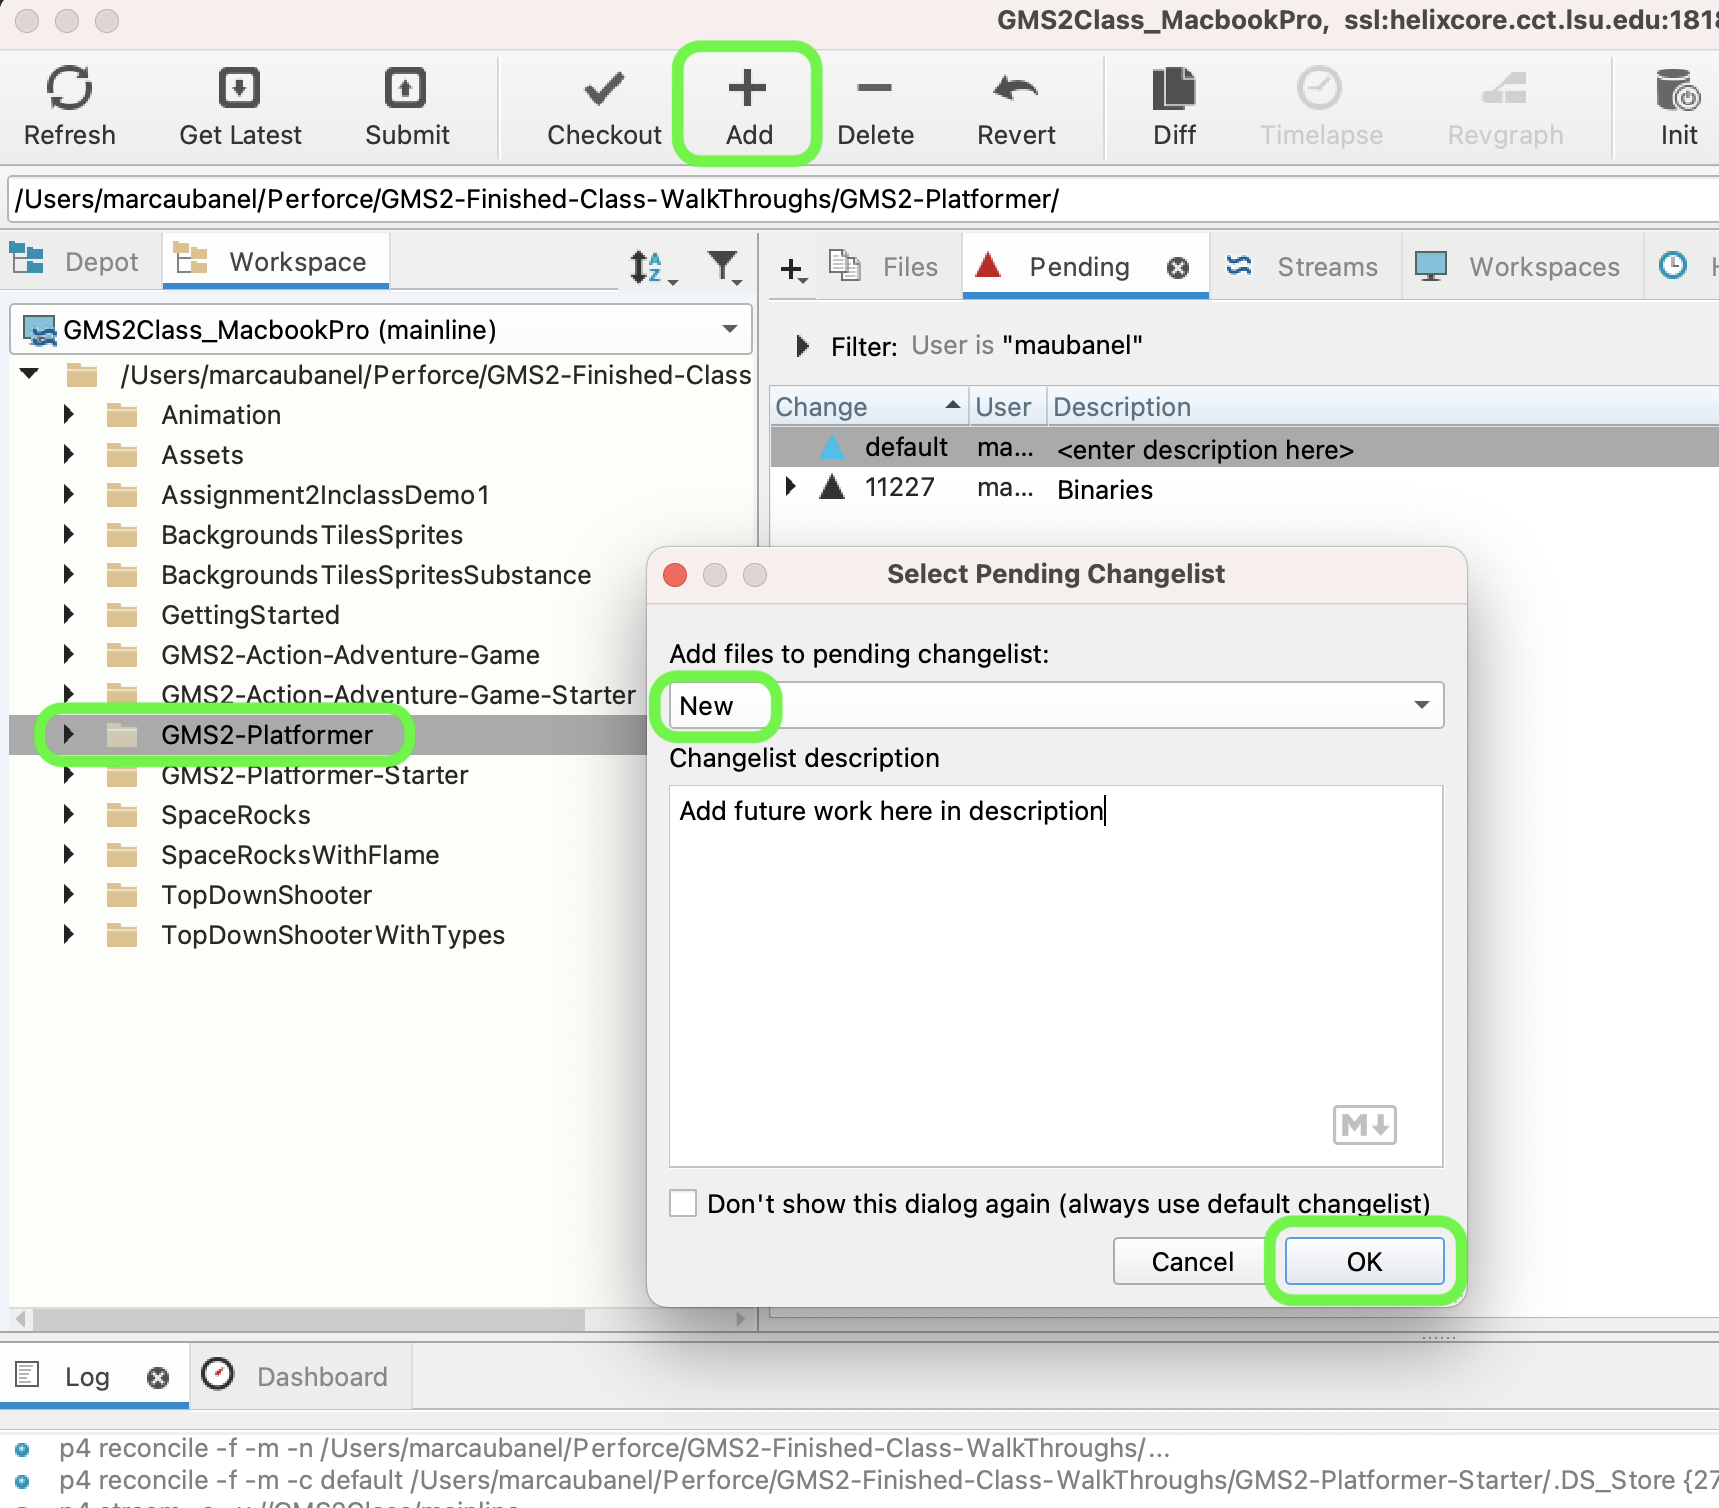 GMS2Class_MacbookPro, ssl:helixcore.cct.lsu.edu:1818
Refresh Get Latest Submit Checkout Add Delete Revert Diff Timelapse Revgraph Init
/Users/marcaubanel/Perforce/GMS2-Finished-Class-WalkThroughs/GMS2-Platformer/
Depot Workspace
GMS2Class_MacbookPro (mainline)
/Users/marcaubanel/Perforce/GMS2-Finished-Class
Animation
Assets
Assignment2InclassDemo1
BackgroundsTilesSprites
BackgroundsTilesSpritesSubstance
GettingStarted
GMS2-Action-Adventure-Game
GMS2-Action-Adventure-Game-Starter
GMS2-Platformer
GMS2-Platformer-Starter
SpaceRocks
SpaceRocksWithFlame
TopDownShooter
TopDownShooterWithTypes
Files Pending Streams Workspaces H
Filter: User is "maubanel"
Change User Description
default ma... <enter description here>
11227 ma... Binaries
Select Pending Changelist
Add files to pending changelist:
New
Changelist description
Add future work here in description
M
Don't show this dialog again (always use default changelist)
Cancel OK
Log Dashboard
p4 reconcile -f -m -n /Users/marcaubanel/Perforce/GMS2-Finished-Class-WalkThroughs/...
p4 reconcile -f -m -c default /Users/marcaubanel/Perforce/GMS2-Finished-Class-WalkThroughs/GMS2-Platformer-Starter/.DS_Store {27